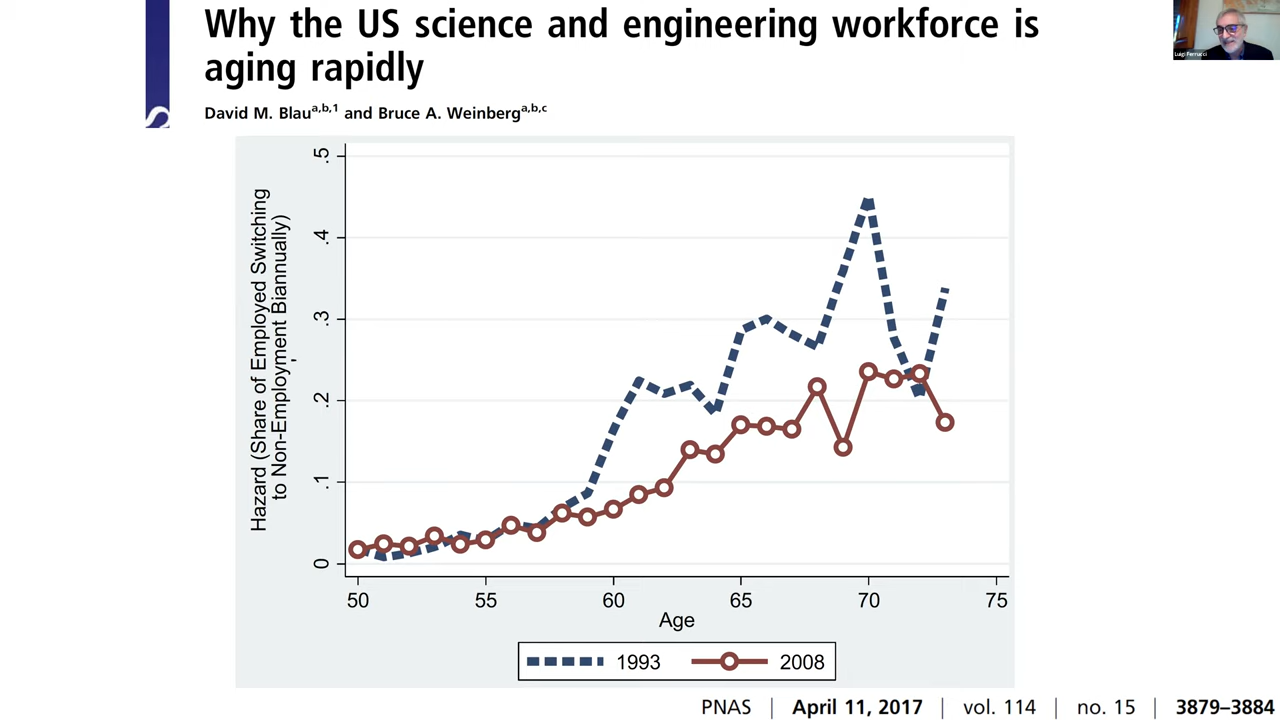 Why the US science and engineering workforce is
aging rapidly
David M. Blau^a,b,1 and Bruce A. Weinberg^a,b,c
Luigi Ferrucci
Hazard (Share of Employed Switching
to Non-Employment Biannually)
.5
.4
.3
.2
.1
0
50 55 60 65 70 75
Age
1993 2008
PNAS | April 11, 2017 | vol. 114 | no. 15 | 3879–3884